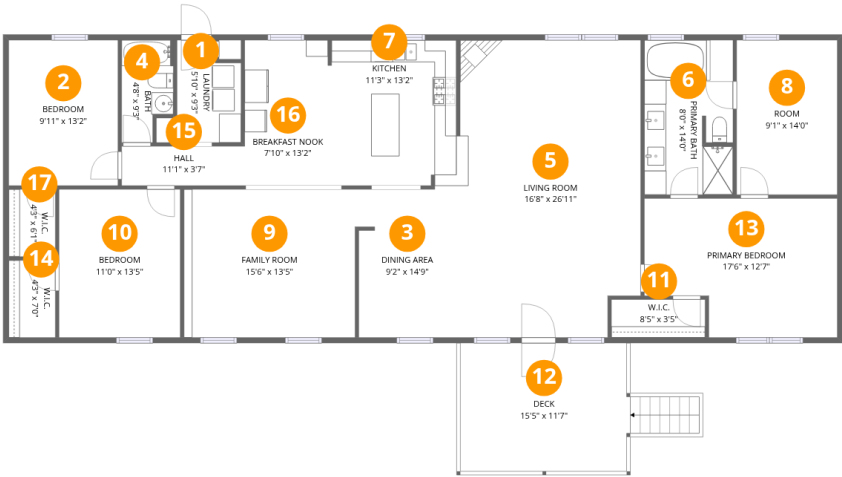 1
7
4
2
6
8
KITCHEN
11'3" x 13'2"
LAUNDRY
5'10" x 9'3"
BATH
4'8" x 9'3"
BEDROOM
9'11" x 13'2"
16
BREAKFAST NOOK
7'10" x 13'2"
15
PRIMARY BATH
8'0" x 14'0"
ROOM
9'1" x 14'0"
HALL
11'1" x 3'7"
5
LIVING ROOM
16'8" x 26'11"
17
W.I.C.
4'3" x 6'1"
10
BEDROOM
11'0" x 13'5"
9
FAMILY ROOM
15'6" x 13'5"
3
DINING AREA
9'2" x 14'9"
13
PRIMARY BEDROOM
17'6" x 12'7"
14
W.I.C.
4'3" x 7'0"
11
W.I.C.
8'5" x 3'5"
12
DECK
15'5" x 11'7"